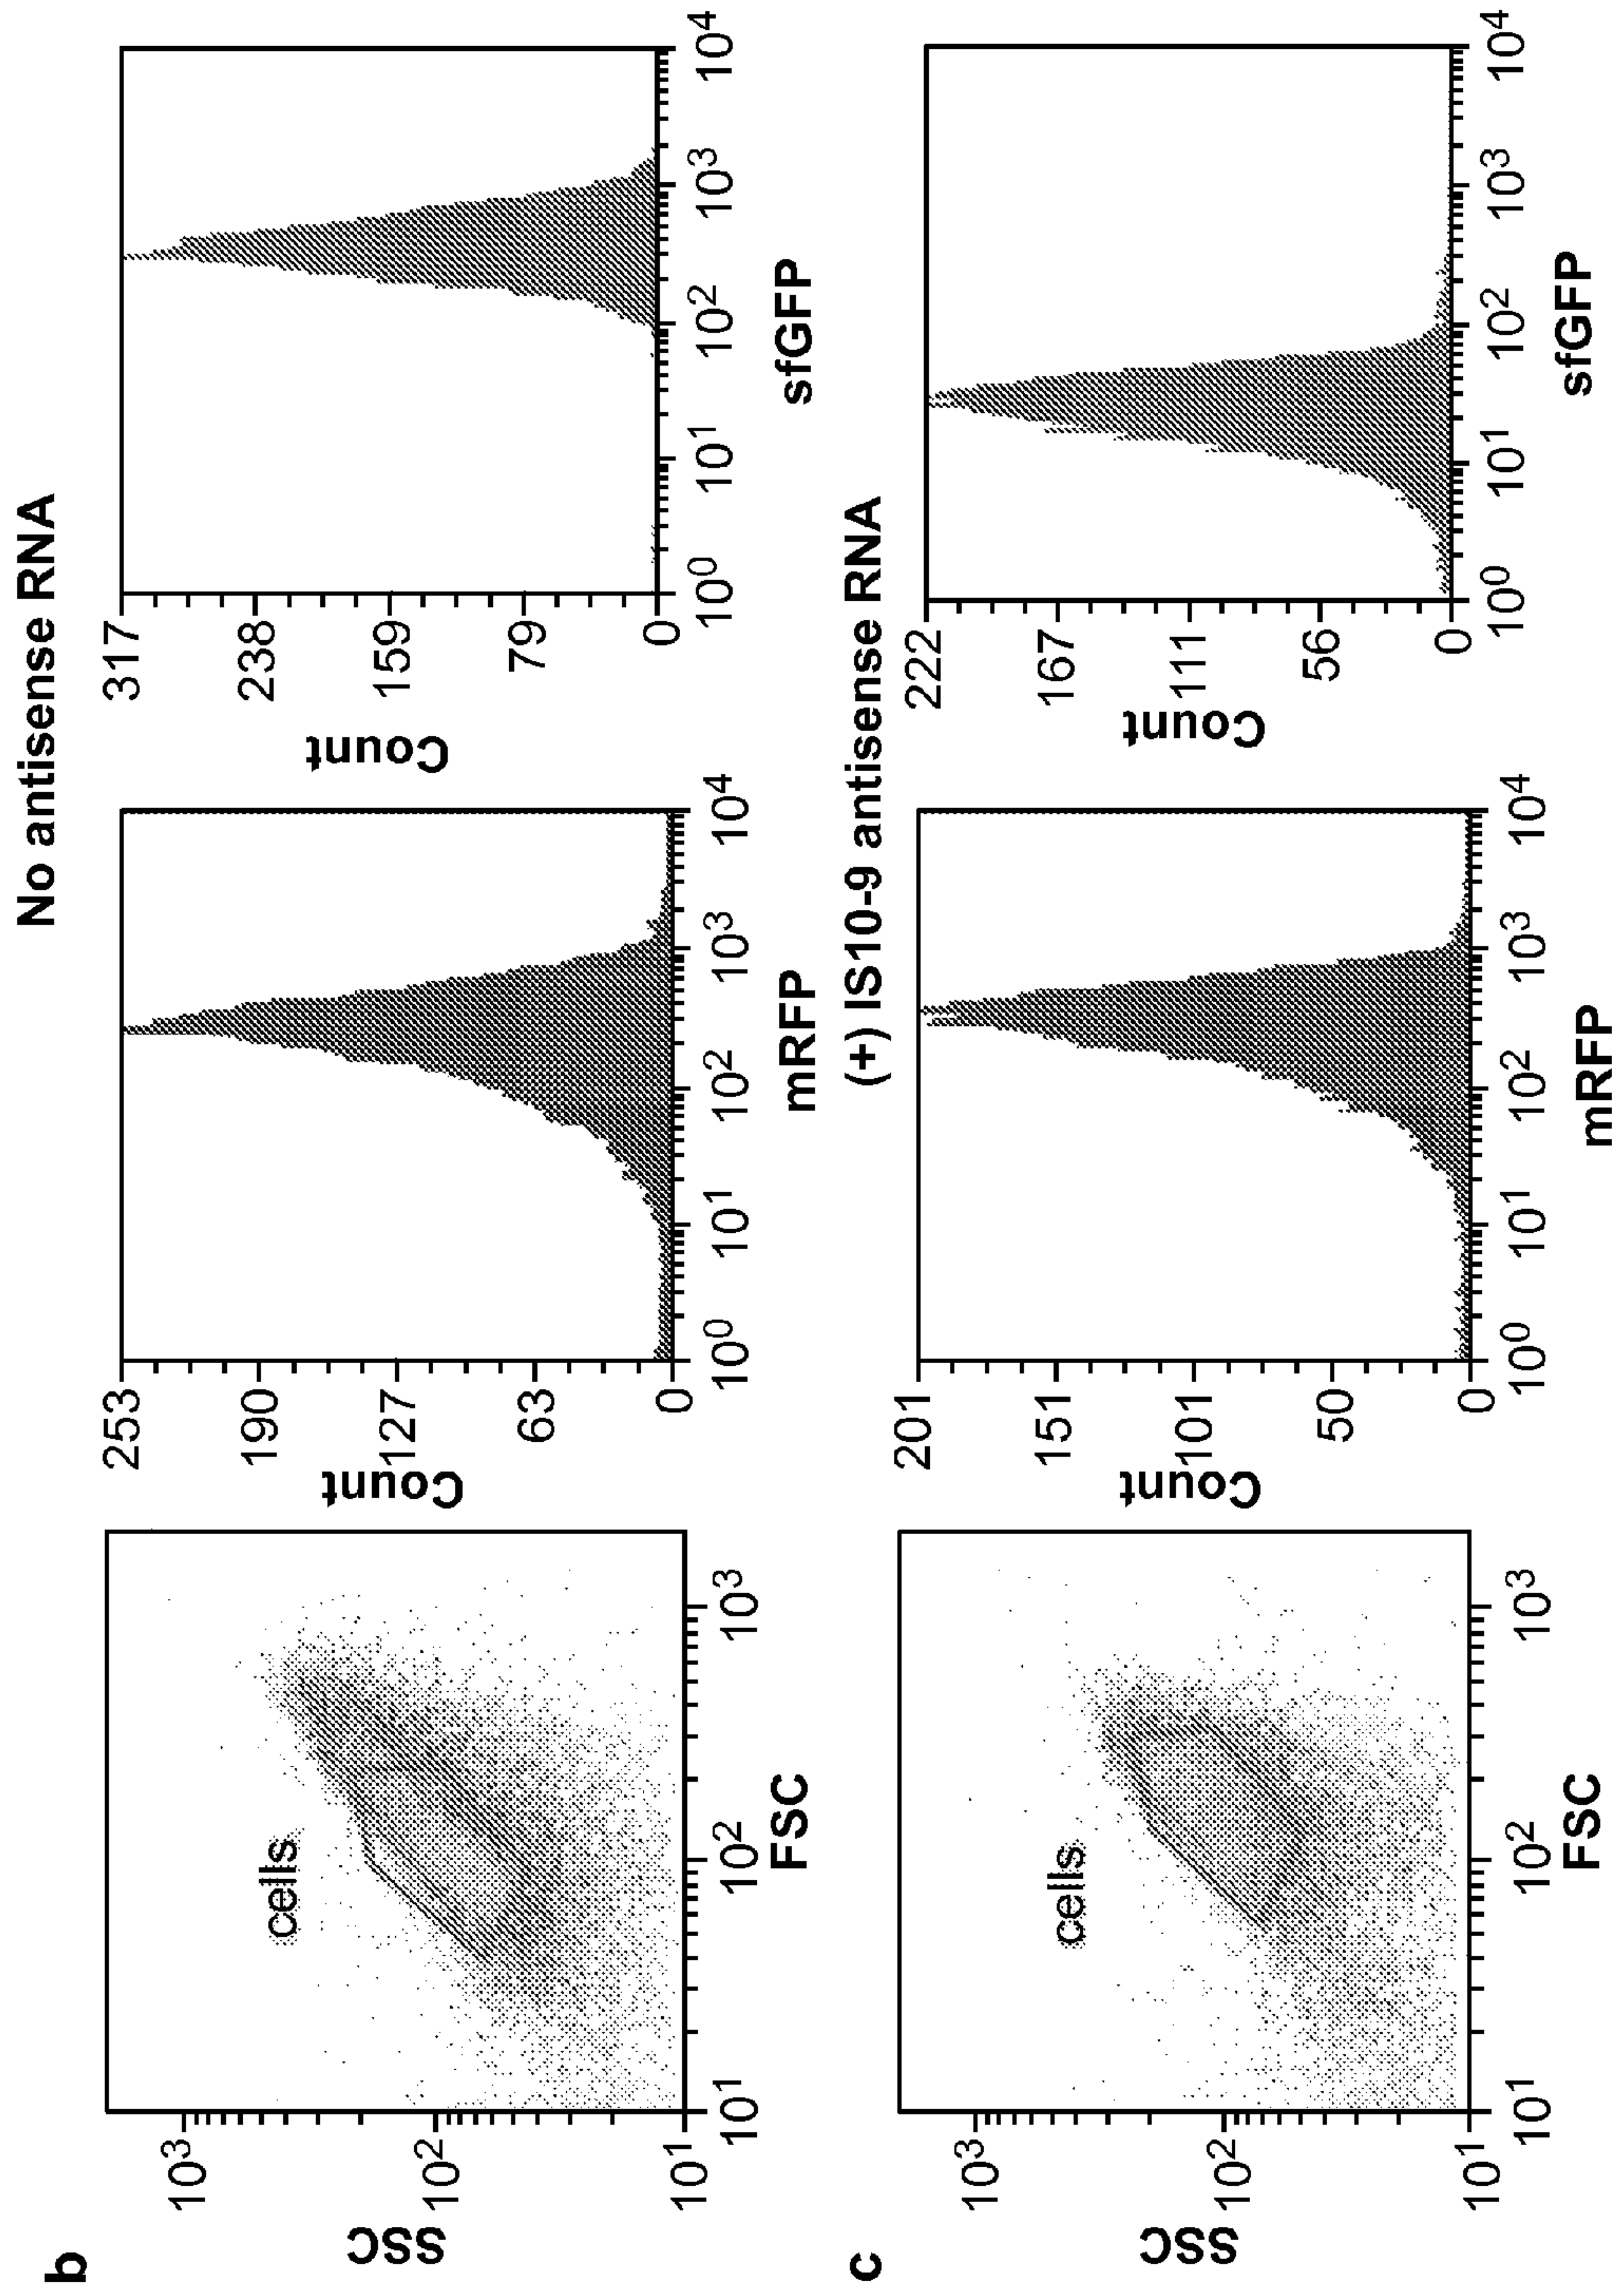 b
No antisense RNA
SSC
10³
10²
10¹
cells
10¹ 10² 10³
FSC
Count
253
190
127
63
0
10⁰ 10¹ 10² 10³ 10⁴
mRFP
Count
317
238
159
79
0
10⁰ 10¹ 10² 10³ 10⁴
sfGFP
c
(+) IS10-9 antisense RNA
SSC
10³
10²
10¹
cells
10¹ 10² 10³
FSC
Count
201
151
101
50
0
10⁰ 10¹ 10² 10³ 10⁴
mRFP
Count
222
167
111
56
0
10⁰ 10¹ 10² 10³ 10⁴
sfGFP